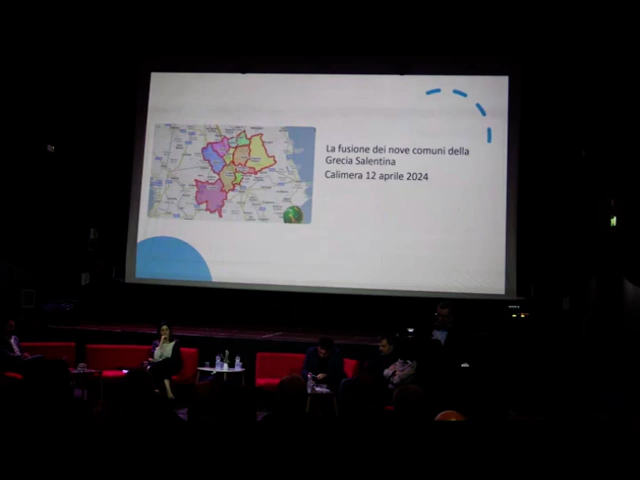 La fusione dei nove comuni della
Grecia Salentina
Calimera 12 aprile 2024